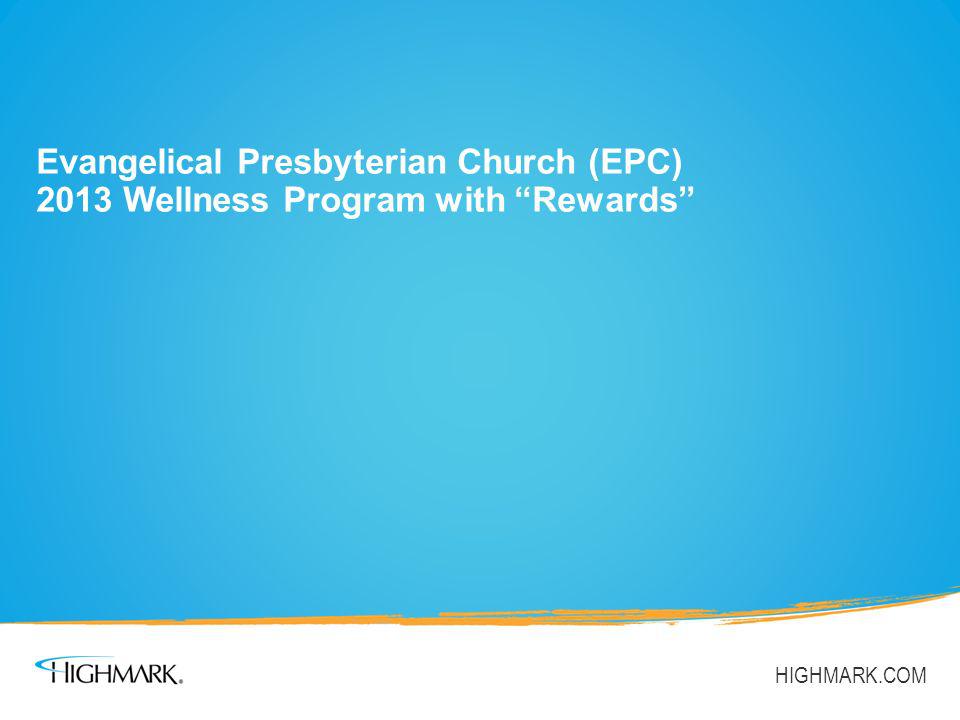 Evangelical Presbyterian Church (EPC)
2013 Wellness Program with “Rewards”
HIGHMARK®
HIGHMARK.COM